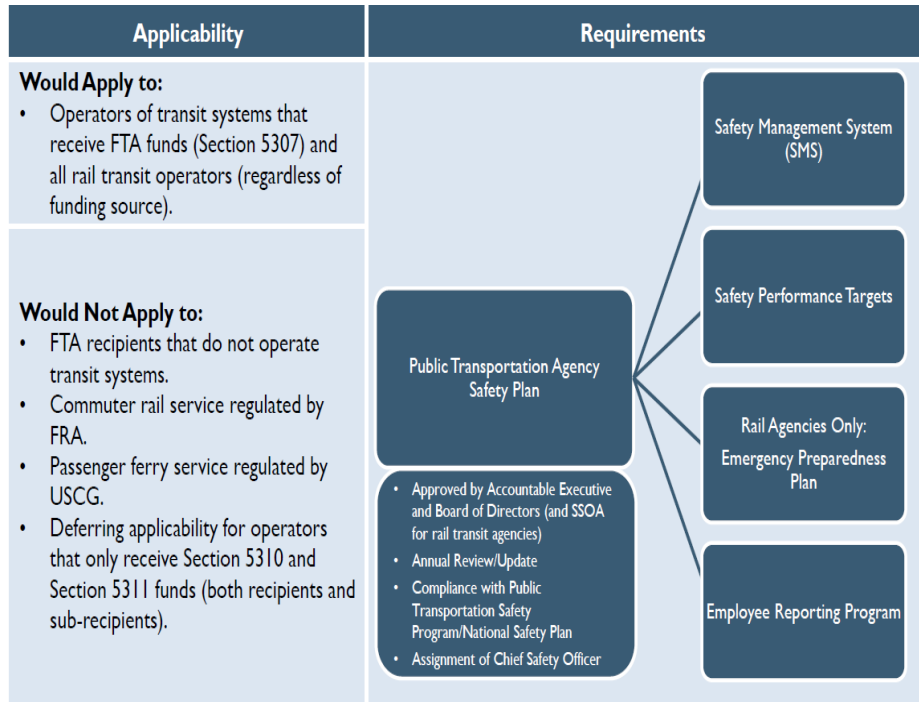 Applicability
Requirements
Would Apply to:
• Operators of transit systems that
receive FTA funds (Section 5307) and
all rail transit operators (regardless of
funding source).
Would Not Apply to:
• FTA recipients that do not operate
transit systems.
• Commuter rail service regulated by
FRA.
• Passenger ferry service regulated by
USCG.
• Deferring applicability for operators
that only receive Section 5310 and
Section 5311 funds (both recipients and
sub-recipients).
Public Transportation Agency
Safety Plan
• Approved by Accountable Executive
and Board of Directors (and SSOA
for rail transit agencies)
• Annual Review/Update
• Compliance with Public
Transportation Safety
Program/National Safety Plan
• Assignment of Chief Safety Officer
Safety Management System
(SMS)
Safety Performance Targets
Rail Agencies Only:
Emergency Preparedness
Plan
Employee Reporting Program